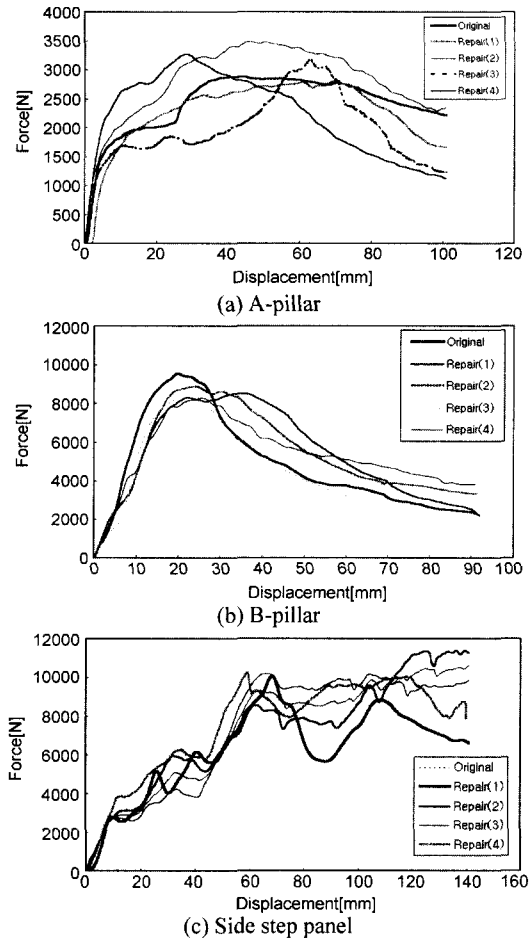 4000
3500
3000
2500
2000
1500
1000
500
0
Force[N]
Original
Repair(1)
Repair(2)
Repair(3)
Repair(4)
0 20 40 60 80 100 120
Displacement[mm]
(a) A-pillar
12000
10000
8000
6000
4000
2000
0
Force[N]
Original
Repair(1)
Repair(2)
Repair(3)
Repair(4)
0 10 20 30 40 50 60 70 80 90 100
Displacement[mm]
(b) B-pillar
12000
10000
8000
6000
4000
2000
0
Force[N]
Original
Repair(1)
Repair(2)
Repair(3)
Repair(4)
0 20 40 60 80 100 120 140 160
Displacement[mm]
(c) Side step panel